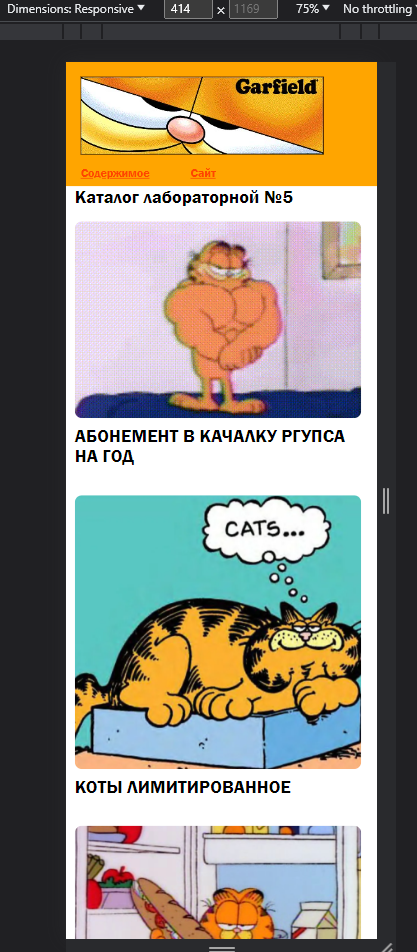 Dimensions: Responsive 414 × 1169 75% No throttling
Garfield
Содержимое Сайт
Каталог лабораторной №5
АБОНЕМЕНТ В КАЧАЛКУ РГУПСА
НА ГОД
CATS...
КОТЫ ЛИМИТИРОВАННОЕ